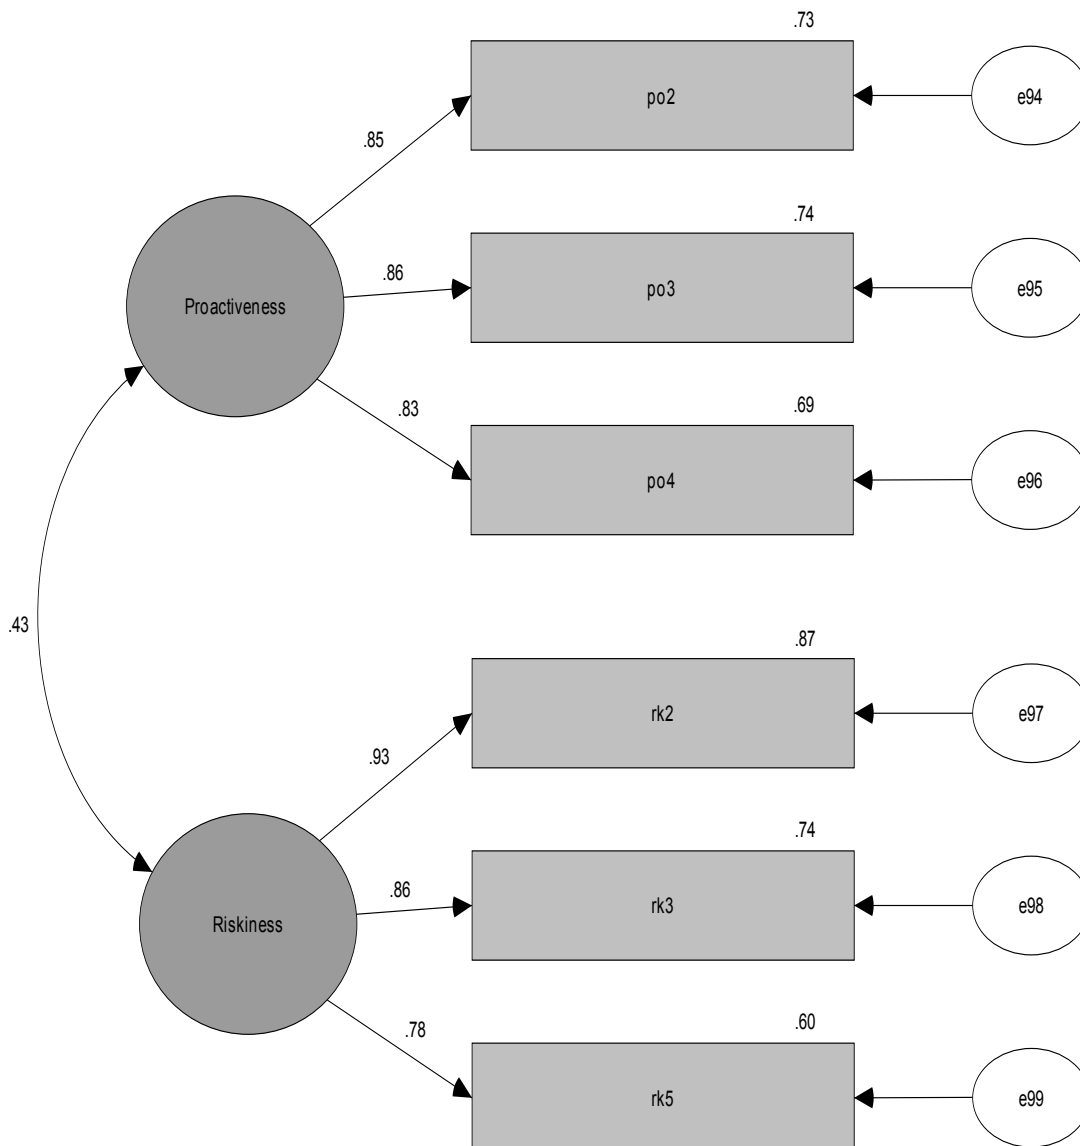 .73
po2
e94
.85
.74
po3
e95
.86
Proactiveness
.69
po4
e96
.83
.43
.87
rk2
e97
.93
.74
rk3
e98
.86
Riskiness
.60
rk5
e99
.78